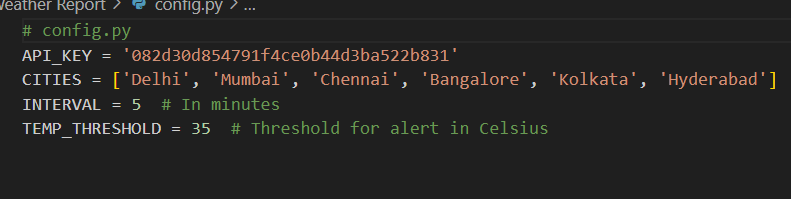 Weather Report > config.py > ...
# config.py
API_KEY = '082d30d854791f4ce0b44d3ba522b831'
CITIES = ['Delhi', 'Mumbai', 'Chennai', 'Bangalore', 'Kolkata', 'Hyderabad']
INTERVAL = 5  # In minutes
TEMP_THRESHOLD = 35  # Threshold for alert in Celsius